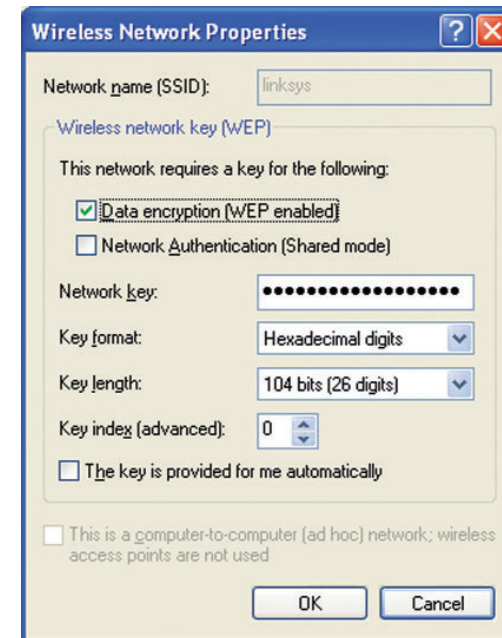 Wireless Network Properties
Network name (SSID): linksys
Wireless network key (WEP)
This network requires a key for the following:
Data encryption (WEP enabled)
Network Authentication (Shared mode)
Network key: ••••••••••••••••••
Key format: Hexadecimal digits
Key length: 104 bits (26 digits)
Key index (advanced): 0
The key is provided for me automatically
This is a computer-to-computer (ad hoc) network; wireless
access points are not used
OK Cancel